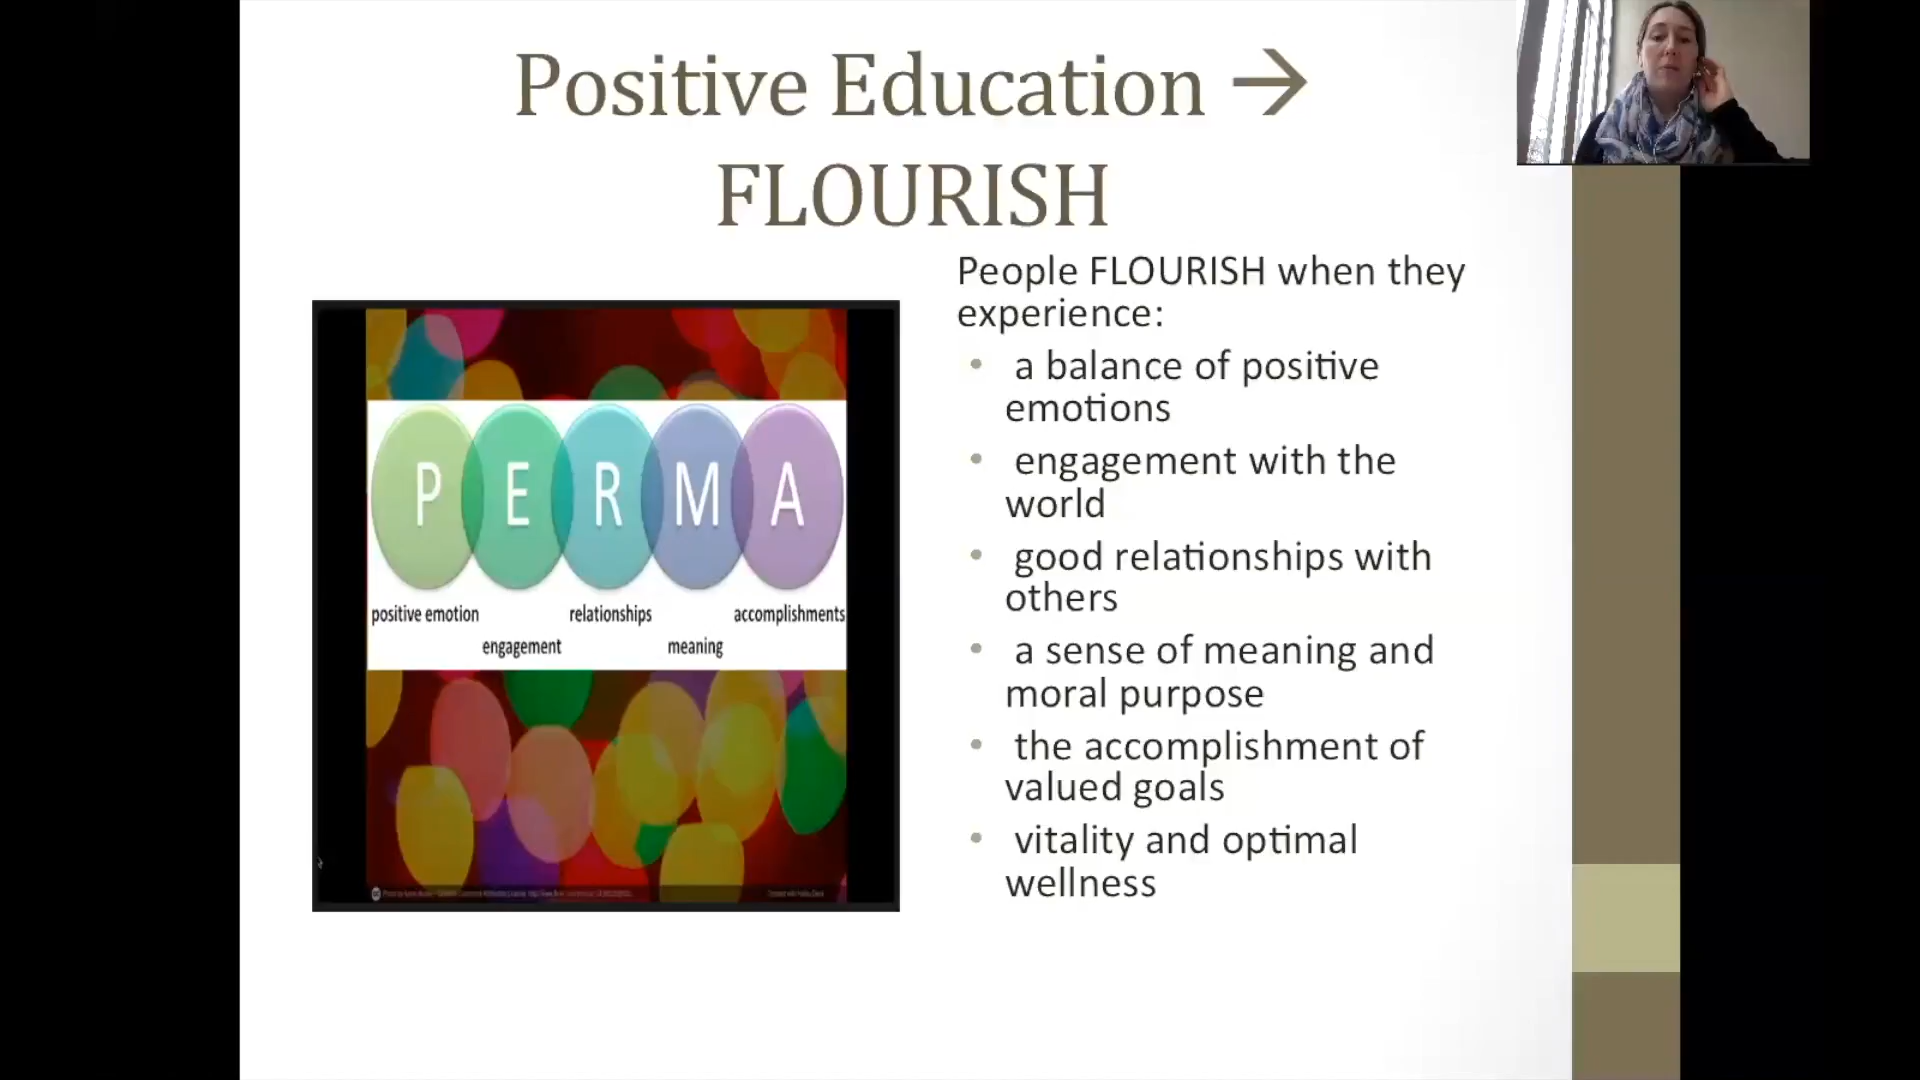 Positive Education →
FLOURISH
People FLOURISH when they
experience:
• a balance of positive
emotions
• engagement with the
world
• good relationships with
others
• a sense of meaning and
moral purpose
• the accomplishment of
valued goals
• vitality and optimal
wellness
P E R M A
positive emotion
engagement
relationships
meaning
accomplishments